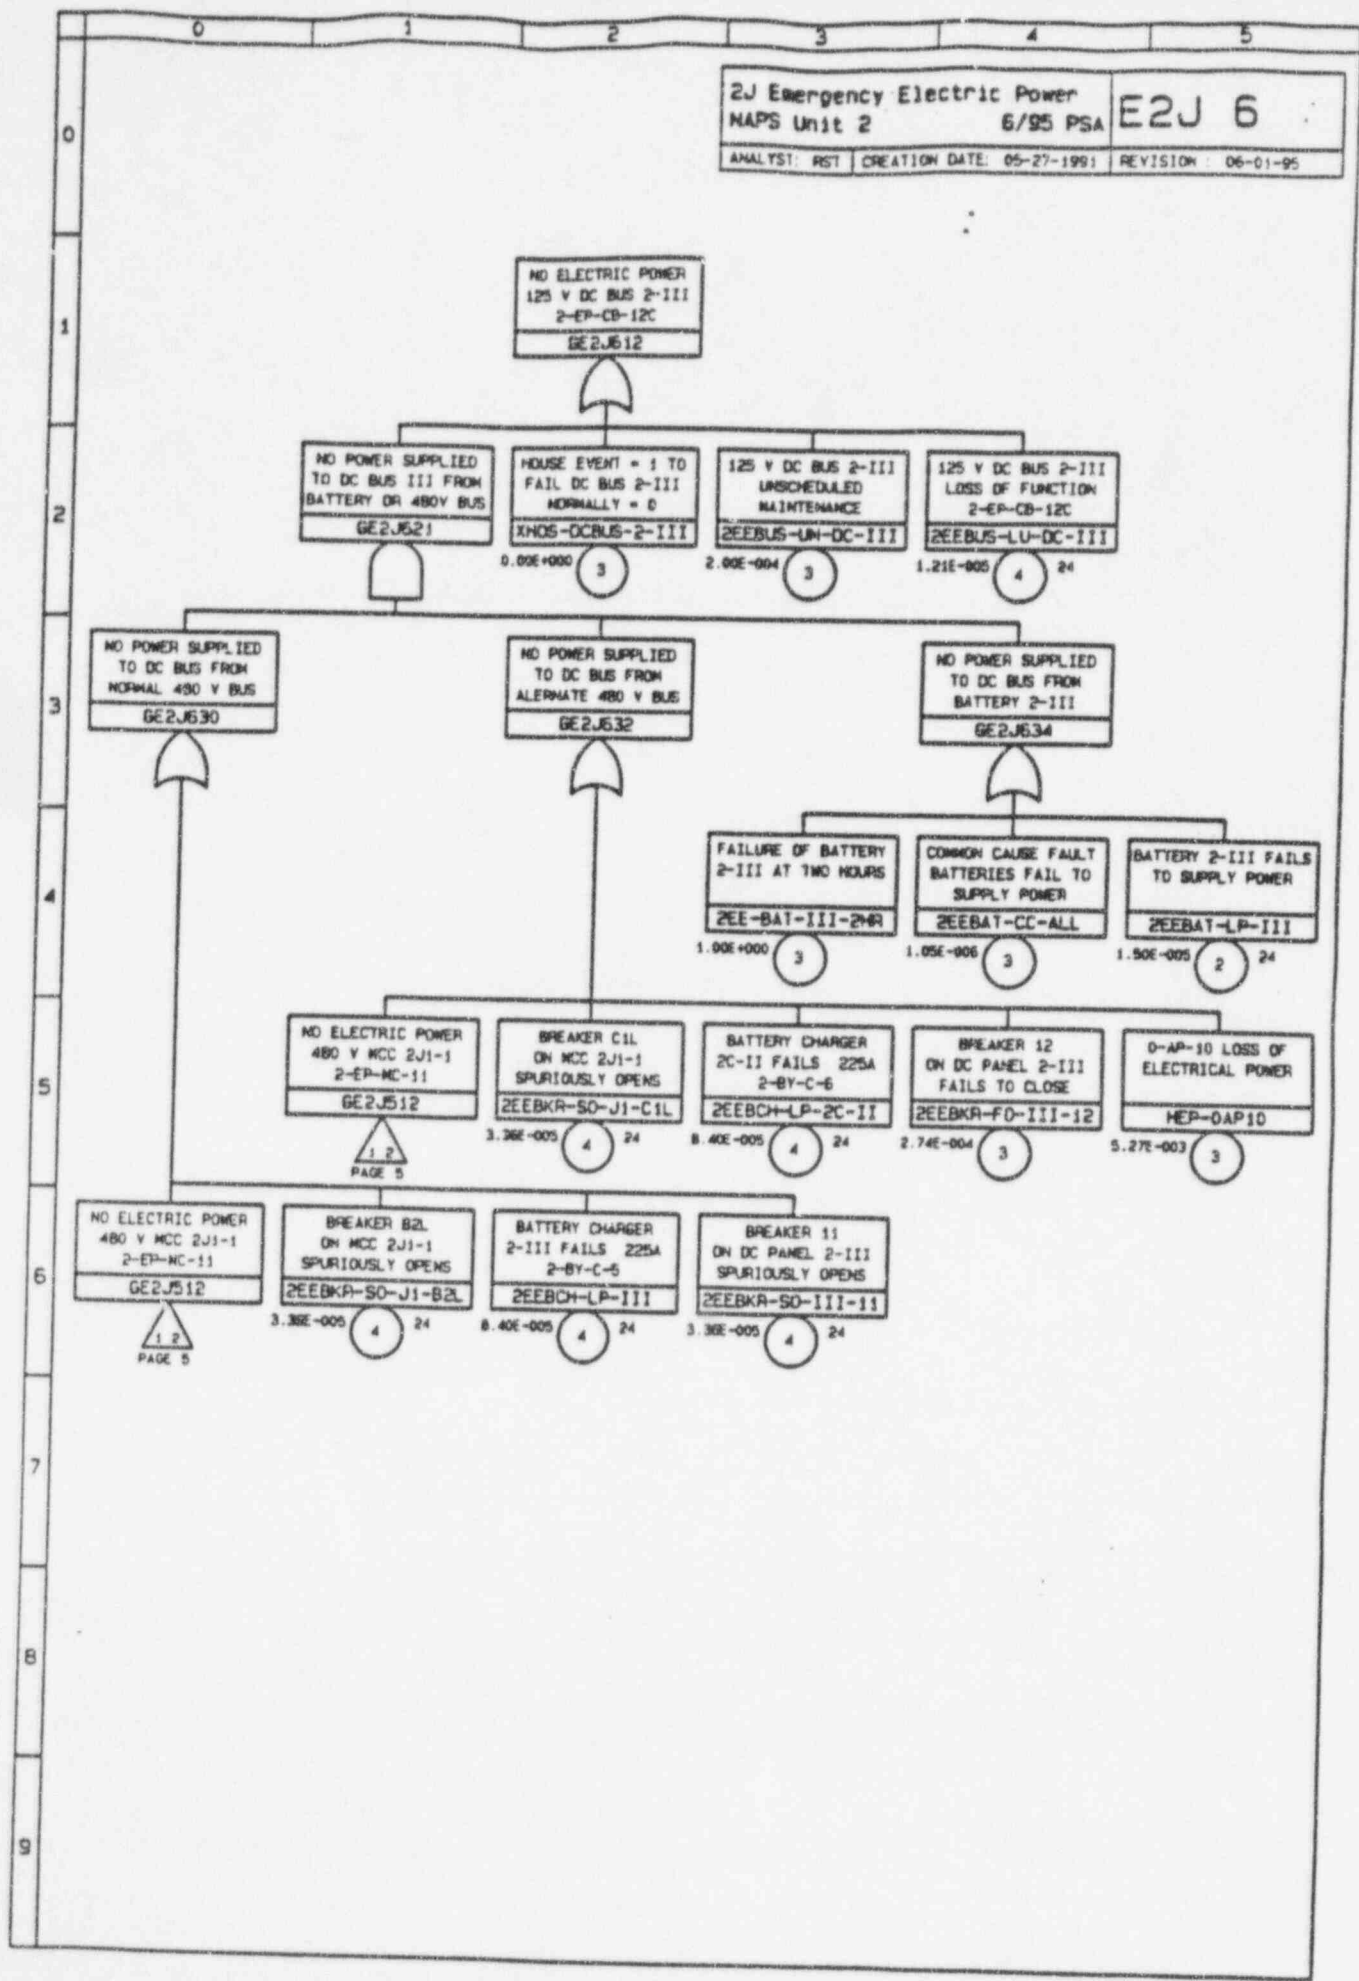 0 1 2 3 4 5
2J Emergency Electric Power
NAPS Unit 2 6/95 PSA
E2J 6
ANALYST: RST CREATION DATE: 05-27-1991 REVISION : 06-01-95
0
1
2
3
4
5
6
7
8
9
NO ELECTRIC POWER
125 V DC BUS 2-III
2-EP-CB-12C
GE2J612
NO POWER SUPPLIED
TO DC BUS III FROM
BATTERY OR 480V BUS
GE2J621
HOUSE EVENT = 1 TO
FAIL DC BUS 2-III
NORMALLY = 0
XHOS-DCBUS-2-III
0.00E+000 3
125 V DC BUS 2-III
UNSCHEDULED
MAINTENANCE
2EEBUS-UM-DC-III
2.00E-004 3
125 V DC BUS 2-III
LOSS OF FUNCTION
2-EP-CB-12C
2EEBUS-LU-DC-III
1.21E-005 4 24
NO POWER SUPPLIED
TO DC BUS FROM
NORMAL 480 V BUS
GE2J630
NO POWER SUPPLIED
TO DC BUS FROM
ALERNATE 480 V BUS
GE2J632
NO POWER SUPPLIED
TO DC BUS FROM
BATTERY 2-III
GE2J634
FAILURE OF BATTERY
2-III AT TWO HOURS
2EE-BAT-III-2HR
1.00E+000 3
COMMON CAUSE FAULT
BATTERIES FAIL TO
SUPPLY POWER
2EEBAT-CC-ALL
1.05E-006 3
BATTERY 2-III FAILS
TO SUPPLY POWER
2EEBAT-LP-III
1.50E-005 2 24
NO ELECTRIC POWER
480 V MCC 2J1-1
2-EP-MC-11
GE2J512
1 2
PAGE 5
BREAKER C1L
ON MCC 2J1-1
SPURIOUSLY OPENS
2EEBKR-SO-J1-C1L
3.36E-005 4 24
BATTERY CHARGER
2C-II FAILS 225A
2-BY-C-6
2EEBCH-LP-2C-II
8.40E-005 4 24
BREAKER 12
ON DC PANEL 2-III
FAILS TO CLOSE
2EEBKR-FO-III-12
2.74E-004 3
0-AP-10 LOSS OF
ELECTRICAL POWER
HEP-0AP10
5.27E-003 3
NO ELECTRIC POWER
480 V MCC 2J1-1
2-EP-MC-11
GE2J512
1 2
PAGE 5
BREAKER B2L
ON MCC 2J1-1
SPURIOUSLY OPENS
2EEBKR-SO-J1-B2L
3.36E-005 4 24
BATTERY CHARGER
2-III FAILS 225A
2-BY-C-5
2EEBCH-LP-III
8.40E-005 4 24
BREAKER 11
ON DC PANEL 2-III
SPURIOUSLY OPENS
2EEBKR-SO-III-11
3.36E-005 4 24